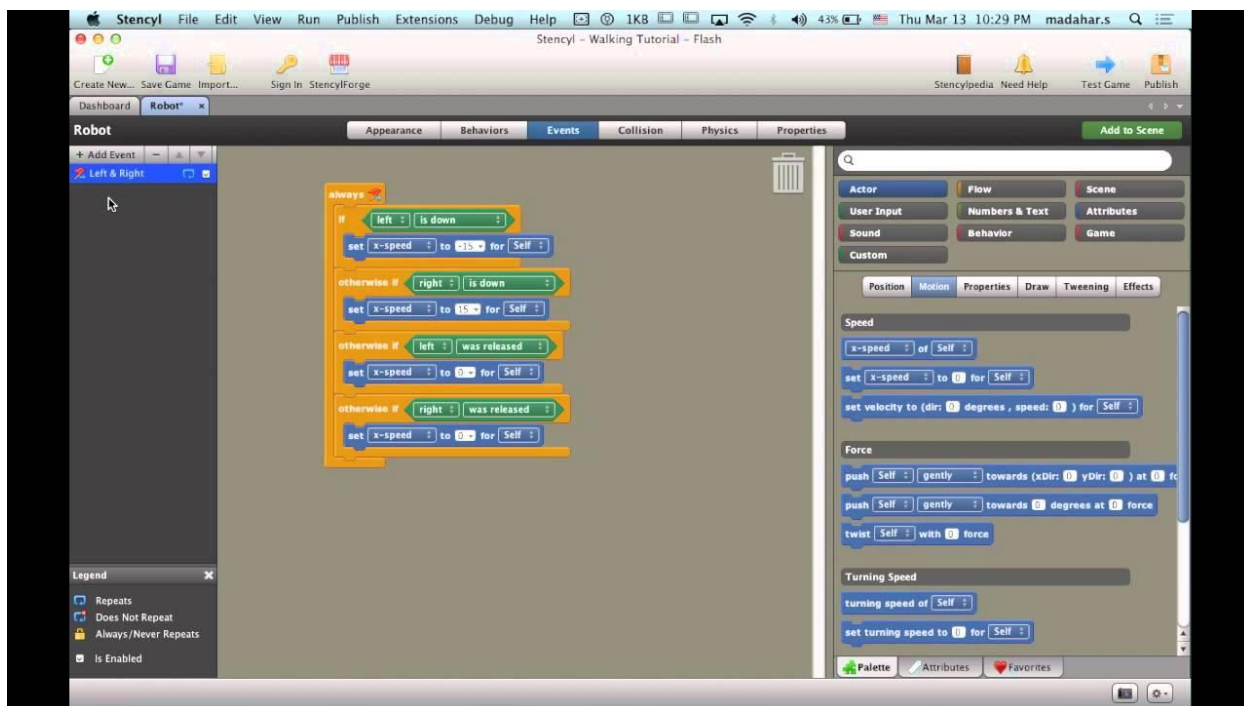 Stencyl File Edit View Run Publish Extensions Debug Help 1KB 43% Thu Mar 13 10:29 PM madahar.s
Stencyl – Walking Tutorial – Flash
Create New... Save Game Import... Sign In StencylForge Stencylpedia Need Help Test Game Publish
Dashboard Robot* x
Robot Appearance Behaviors Events Collision Physics Properties Add to Scene
+ Add Event
Left & Right
always
if left is down
set x-speed to -15 for Self
otherwise if right is down
set x-speed to 15 for Self
otherwise if left was released
set x-speed to 0 for Self
otherwise if right was released
set x-speed to 0 for Self
Actor Flow Scene
User Input Numbers & Text Attributes
Sound Behavior Game
Custom
Position Motion Properties Draw Tweening Effects
Speed
x-speed of Self
set x-speed to 0 for Self
set velocity to (dir: 0 degrees , speed: 0 ) for Self
Force
push Self gently towards (xDir: 0 yDir: 0 ) at 0 fo
push Self gently towards 0 degrees at 0 force
twist Self with 0 force
Turning Speed
turning speed of Self
set turning speed to 0 for Self
Legend
Repeats
Does Not Repeat
Always/Never Repeats
Is Enabled
Palette Attributes Favorites